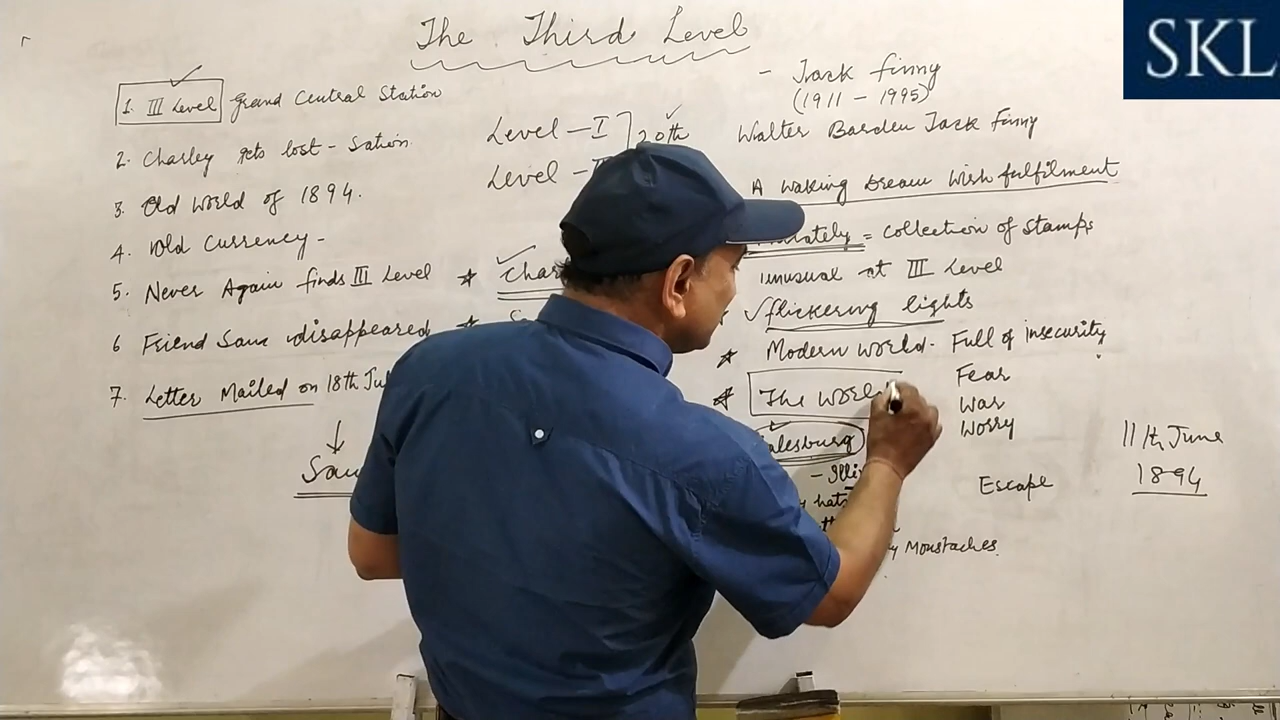 The Third Level
SKL
- Jack finny
(1911 - 1995)
Walter Barden Jack Finny
1. III Level Grand Central Station
2. Charley gets lost - Sation.
3. Old world of 1894.
4. Old Currency -
5. Never Again finds III Level
6 Friend Sam disappeared
7. Letter Mailed on 18th Ju
Sam
Level - I 20th
Level -
Char
A waking Dream wish fulfilment
= collection of stamps
unusual at III Level
flickering lights
Modern world - Full of insecurity
Fear
War
Worry
The worl
Escape
Moustaches.
11th June
1894